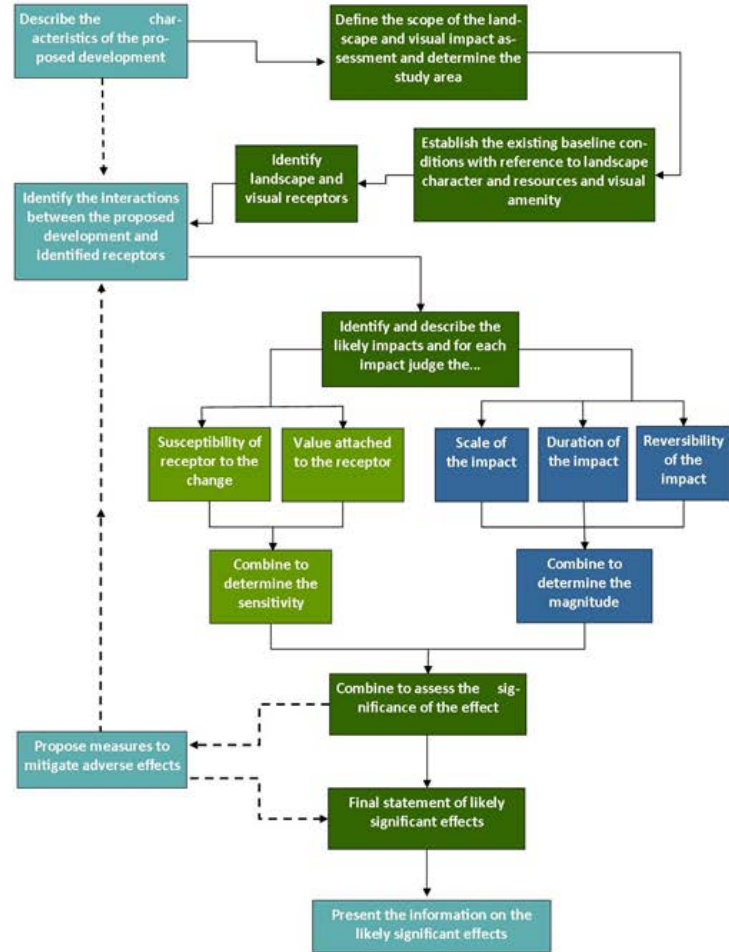 Describe the char-
acteristics of the pro-
posed development
Define the scope of the land-
scape and visual impact as-
sessment and determine the
study area
Establish the existing baseline con-
ditions with reference to landscape
character and resources and visual
amenity
Identify
landscape and
visual receptors
Identify the interactions
between the proposed
development and
identified receptors
Identify and describe the
likely impacts and for each
impact judge the...
Susceptibility of
receptor to the
change
Value attached
to the receptor
Scale of
the impact
Duration of
the impact
Reversibility
of the
impact
Combine to
determine the
sensitivity
Combine to
determine the
magnitude
Combine to assess the sig-
nificance of the effect
Propose measures to
mitigate adverse effects
Final statement of likely
significant effects
Present the information on the
likely significant effects